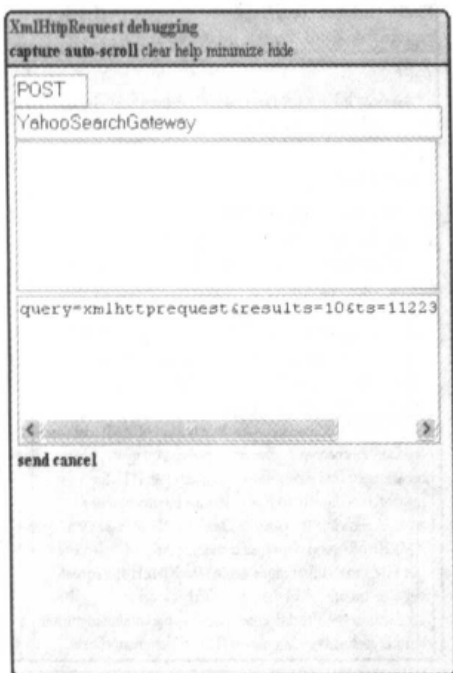 XmlHttpRequest debugging
capture auto-scroll clear help minimize hide
POST
YahooSearchGateway
query=xmlhttprequest&results=10&ts=11223
send cancel